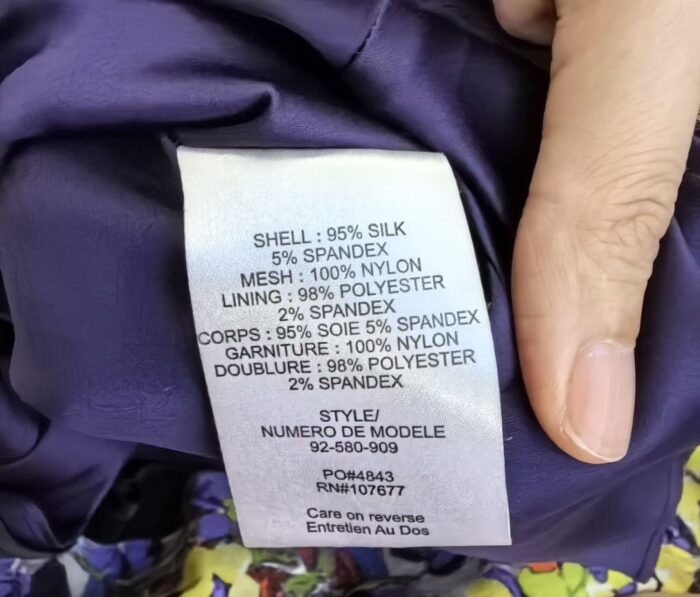 SHELL : 95% SILK
5% SPANDEX
MESH : 100% NYLON
LINING : 98% POLYESTER
2% SPANDEX
CORPS : 95% SOIE 5% SPANDEX
GARNITURE : 100% NYLON
DOUBLURE : 98% POLYESTER
2% SPANDEX
STYLE/
NUMERO DE MODELE
92-580-909
PO#4843
RN#107677
Care on reverse
Entretien Au Dos